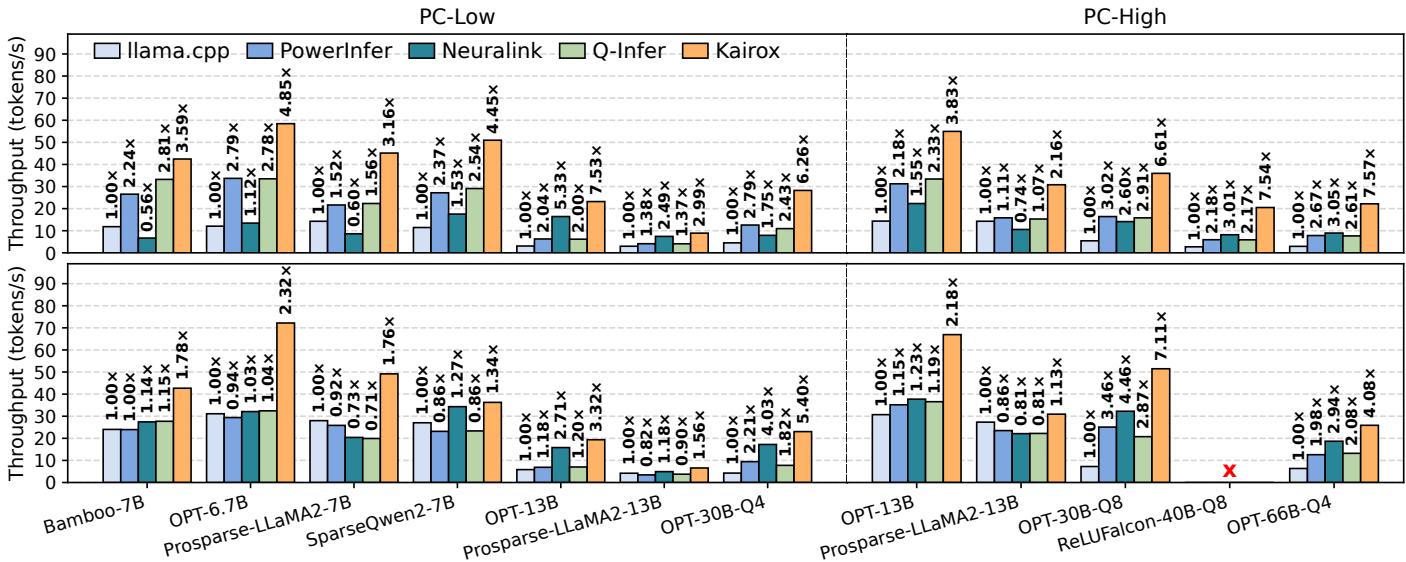 PC-Low
PC-High
llama.cpp PowerInfer Neuralink Q-Infer Kairox
Throughput (tokens/s)
90
80
70
60
50
40
30
20
10
0
1.00× 2.24× 0.56× 2.81× 3.59×
1.00× 2.79× 1.12× 2.78× 4.85×
1.00× 1.52× 0.60× 1.56× 3.16×
1.00× 2.37× 1.53× 2.54× 4.45×
1.00× 2.04× 5.33× 2.00× 7.53×
1.00× 1.38× 2.49× 1.37× 2.99×
1.00× 2.79× 1.75× 2.43× 6.26×
1.00× 2.18× 1.55× 2.33× 3.83×
1.00× 1.11× 0.74× 1.07× 2.16×
1.00× 3.02× 2.60× 2.91× 6.61×
1.00× 2.18× 3.01× 2.17× 7.54×
1.00× 2.67× 3.05× 2.61× 7.57×
Throughput (tokens/s)
90
80
70
60
50
40
30
20
10
0
1.00× 1.00× 1.14× 1.15× 1.78×
1.00× 0.94× 1.03× 1.04× 2.32×
1.00× 0.92× 0.73× 0.71× 1.76×
1.00× 0.86× 1.27× 0.86× 1.34×
1.00× 1.18× 2.71× 1.20× 3.32×
1.00× 0.82× 1.18× 0.90× 1.56×
1.00× 2.21× 4.03× 1.82× 5.40×
1.00× 1.15× 1.23× 1.19× 2.18×
1.00× 0.86× 0.81× 0.81× 1.13×
1.00× 3.46× 4.46× 2.87× 7.11×
x
1.00× 1.98× 2.94× 2.08× 4.08×
Bamboo-7B
OPT-6.7B
Prosparse-LLaMA2-7B
SparseQwen2-7B
OPT-13B
Prosparse-LLaMA2-13B
OPT-30B-Q4
OPT-13B
Prosparse-LLaMA2-13B
OPT-30B-Q8
ReLUFalcon-40B-Q8
OPT-66B-Q4